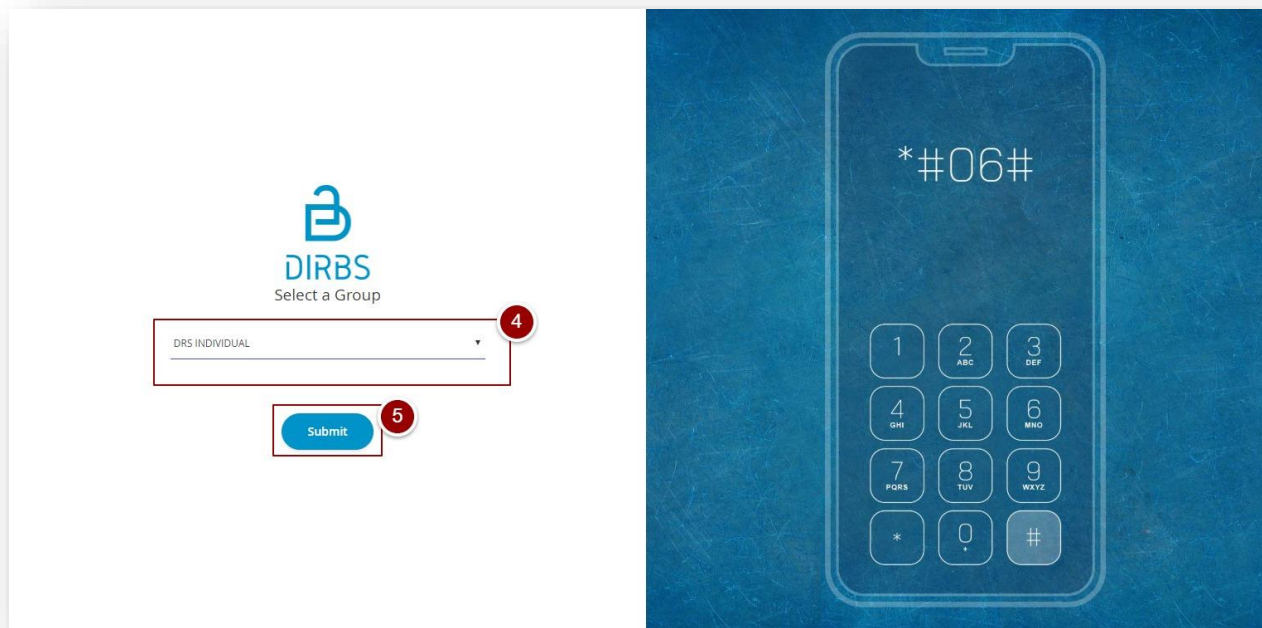 DIRBS
Select a Group
4
DRS INDIVIDUAL
5
Submit
*#06#
1 2 3
ABC DEF
4 5 6
GHI JKL MNO
7 8 9
PQRS TUV WXYZ
* 0 #
+